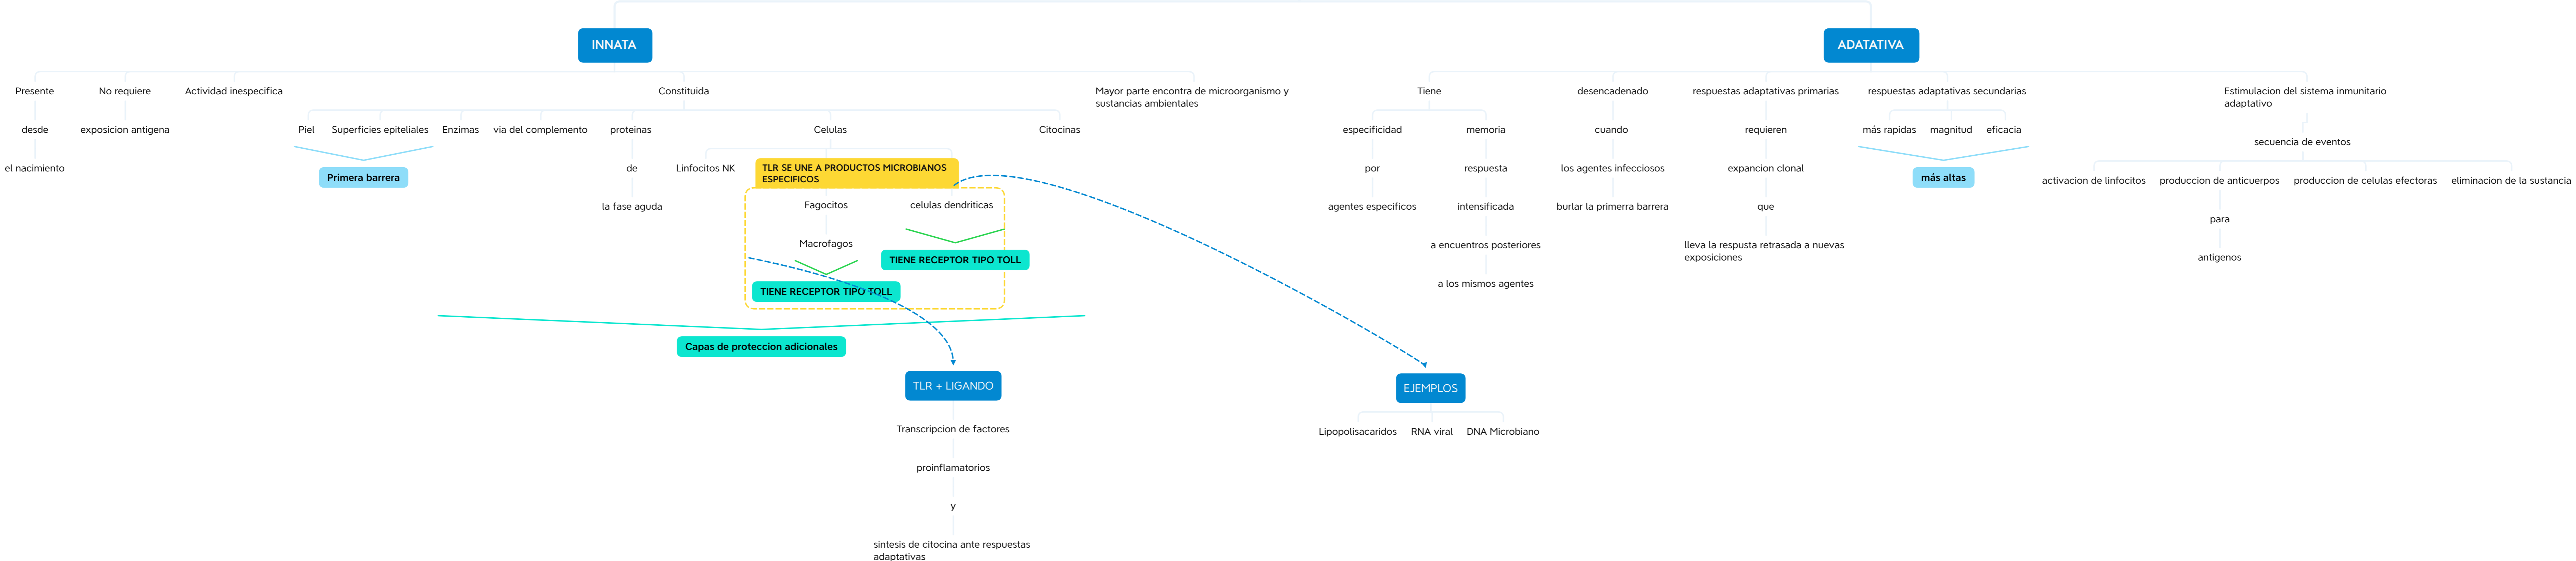 INNATA
ADATATIVA
Presente
No requiere
Actividad inespecifica
Constituida
Mayor parte encontra de microorganismo y
sustancias ambientales
Tiene
desencadenado
respuestas adaptativas primarias
respuestas adaptativas secundarias
Estimulacion del sistema inmunitario
adaptativo
desde
exposicion antigena
Piel
Superficies epiteliales
Enzimas
via del complemento
proteinas
Celulas
Citocinas
especificidad
memoria
cuando
requieren
más rapidas
magnitud
eficacia
secuencia de eventos
el nacimiento
Primera barrera
de
Linfocitos NK
TLR SE UNE A PRODUCTOS MICROBIANOS
ESPECIFICOS
por
respuesta
los agentes infecciosos
expancion clonal
más altas
activacion de linfocitos
produccion de anticuerpos
produccion de celulas efectoras
eliminacion de la sustancia
la fase aguda
Fagocitos
celulas dendriticas
agentes especificos
intensificada
burlar la primerra barrera
que
para
Macrofagos
a encuentros posteriores
lleva la respusta retrasada a nuevas
exposiciones
antigenos
TIENE RECEPTOR TIPO TOLL
TIENE RECEPTOR TIPO TOLL
a los mismos agentes
Capas de proteccion adicionales
TLR + LIGANDO
EJEMPLOS
Transcripcion de factores
Lipopolisacaridos
RNA viral
DNA Microbiano
proinflamatorios
y
sintesis de citocina ante respuestas
adaptativas